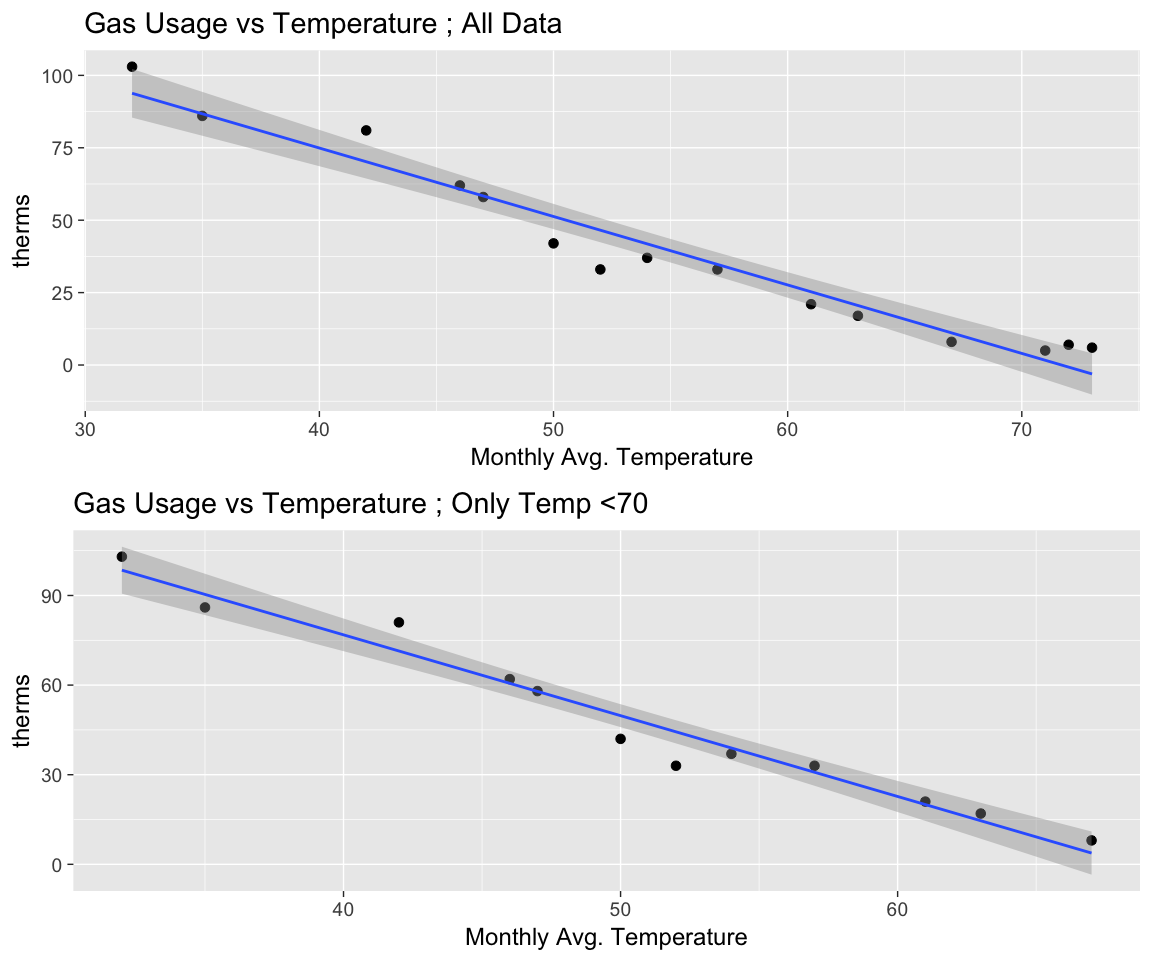 Gas Usage vs Temperature ; All Data
100
75
50
25
0
therms
30 40 50 60 70
Monthly Avg. Temperature
Gas Usage vs Temperature ; Only Temp <70
90
60
30
0
therms
40 50 60
Monthly Avg. Temperature